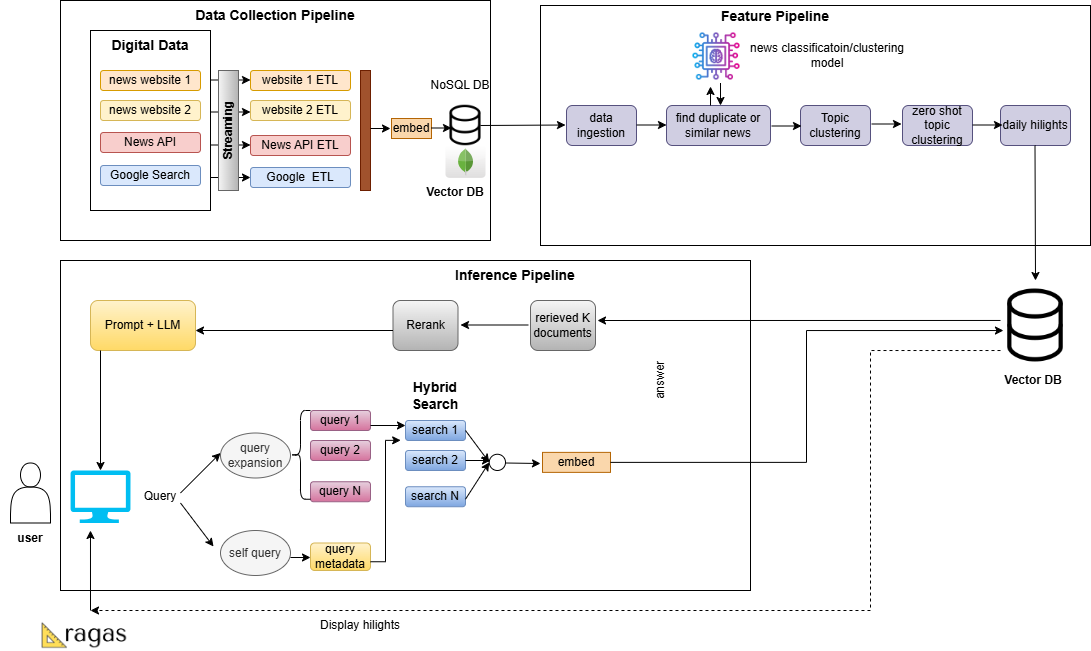 Data Collection Pipeline
Digital Data
news website 1
news website 2
News API
Google Search
Streaming
website 1 ETL
website 2 ETL
News API ETL
Google  ETL
embed
NoSQL DB
Vector DB
Feature Pipeline
news classificatoin/clustering
model
data
ingestion
find duplicate or
similar news
Topic
clustering
zero shot
topic
clustering
daily hilights
Inference Pipeline
Prompt + LLM
Rerank
rerieved K
documents
answer
Vector DB
Hybrid
Search
query
expansion
query 1
query 2
query N
search 1
search 2
search N
embed
Query
user
self query
query
metadata
Display hilights
ragas